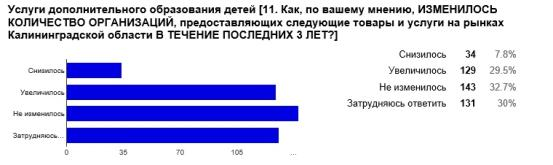 Услуги дополнительного образования детей [11. Как, по вашему мнению, ИЗМЕНИЛОСЬ
КОЛИЧЕСТВО ОРГАНИЗАЦИЙ, предоставляющих следующие товары и услуги на рынках
Калининградской области В ТЕЧЕНИЕ ПОСЛЕДНИХ 3 ЛЕТ?]
Снизилось
Увеличилось
Не изменилось
Затрудняюсь...
0 35 105 ...
Снизилось 34 7.8%
Увеличилось 129 29.5%
Не изменилось 143 32.7%
Затрудняюсь ответить 131 30%